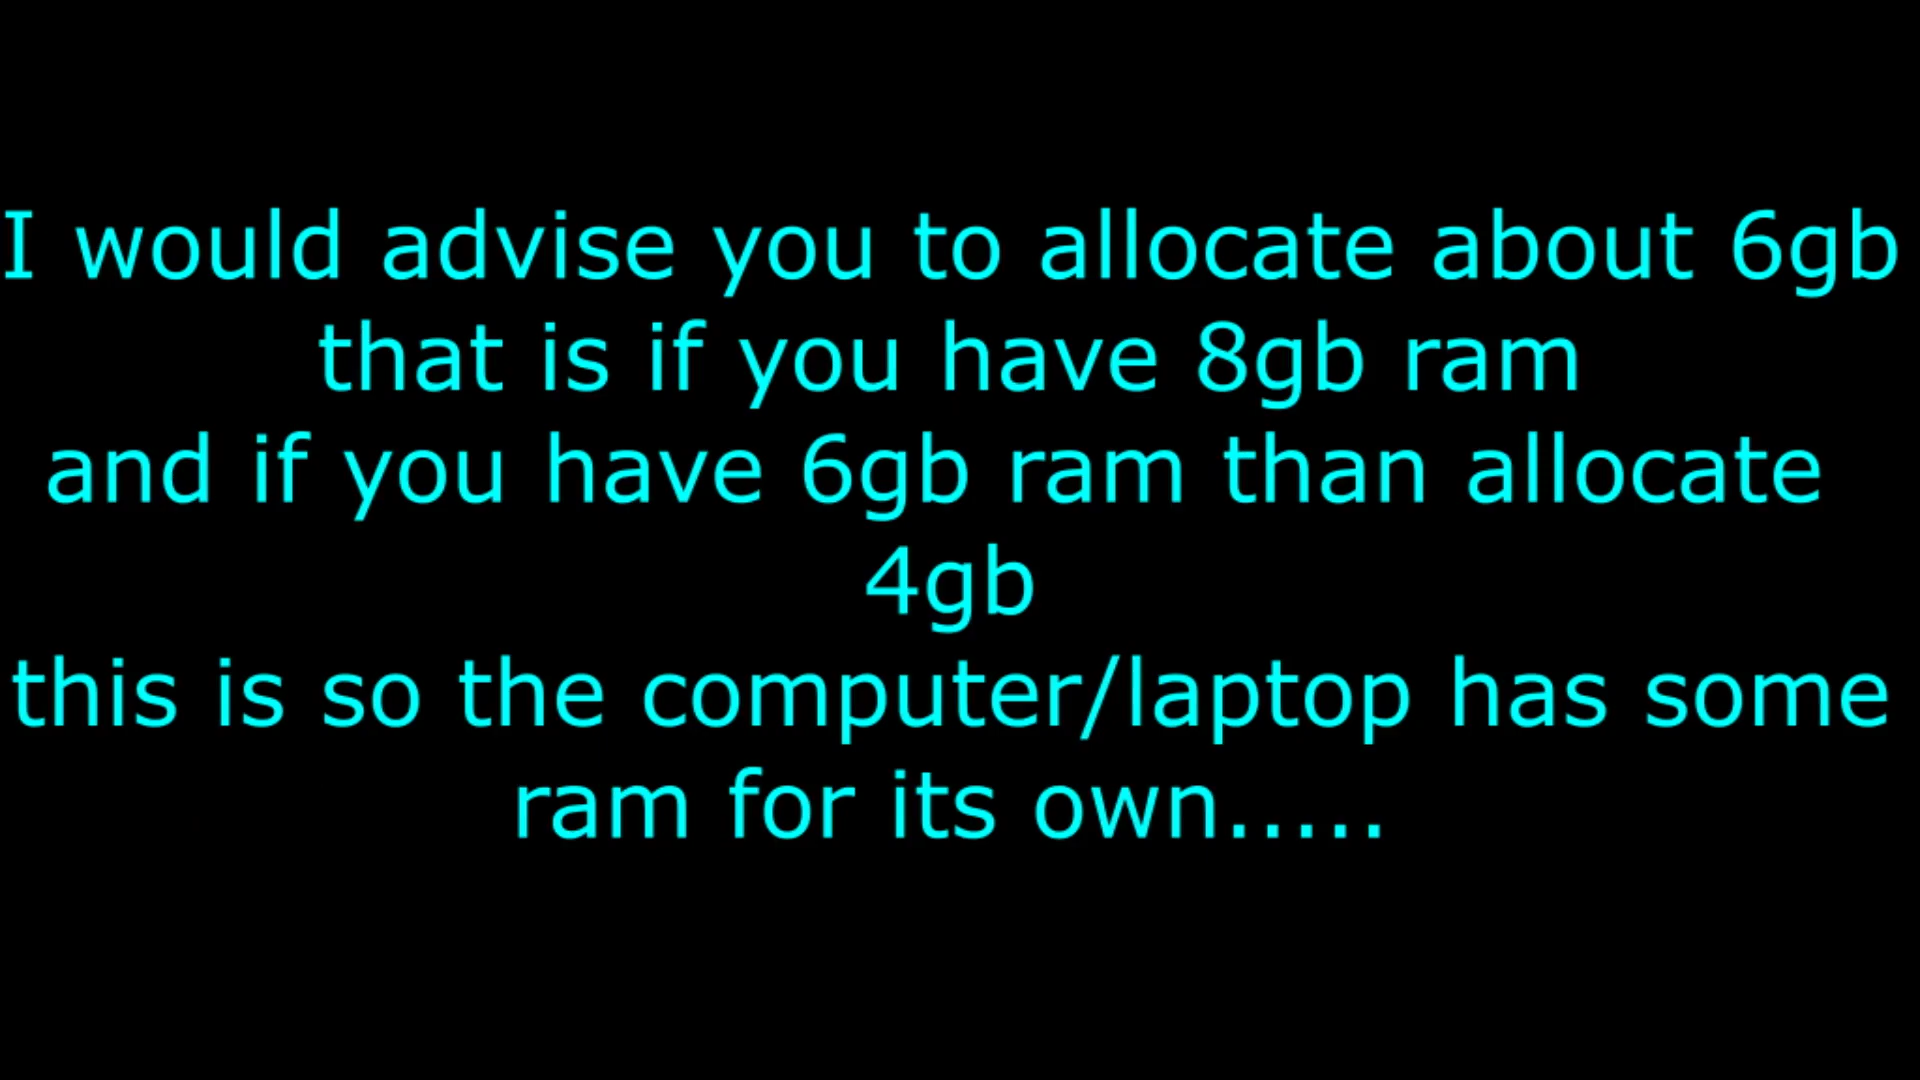 I would advise you to allocate about 6gb
that is if you have 8gb ram
and if you have 6gb ram than allocate
4gb
this is so the computer/laptop has some
ram for its own.....